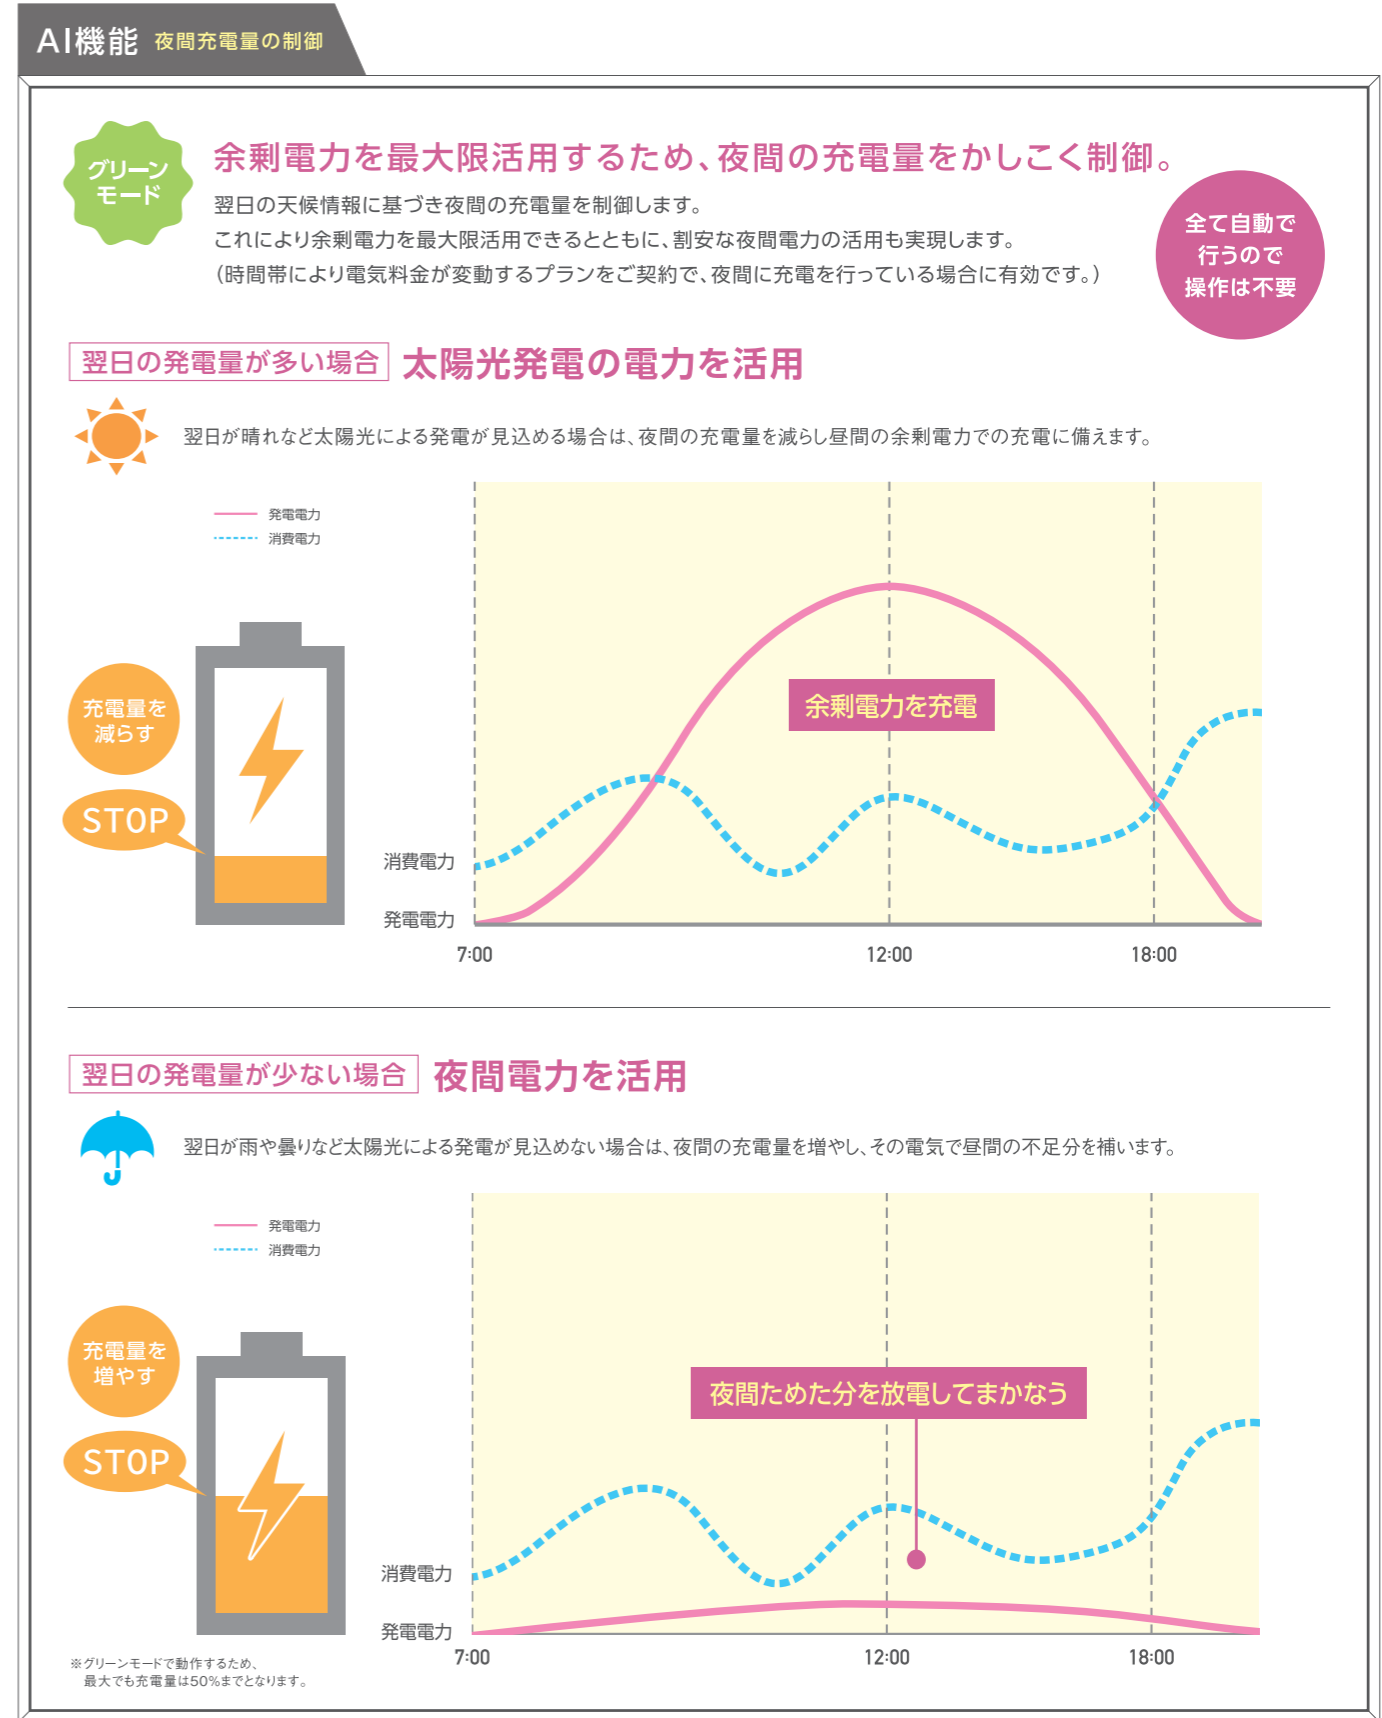 AI機能 夜間充電量の制御
グリーン
モード
余剰電力を最大限活用するため、夜間の充電量をかしこく制御。
翌日の天候情報に基づき夜間の充電量を制御します。
これにより余剰電力を最大限活用できるとともに、割安な夜間電力の活用も実現します。
（時間帯により電気料金が変動するプランをご契約で、夜間に充電を行っている場合に有効です。）
全て自動で
行うので
操作は不要
翌日の発電量が多い場合 太陽光発電の電力を活用
翌日が晴れなど太陽光による発電が見込める場合は、夜間の充電量を減らし昼間の余剰電力での充電に備えます。
発電電力
消費電力
充電量を
減らす
STOP
余剰電力を充電
消費電力
発電電力
7:00 12:00 18:00
翌日の発電量が少ない場合 夜間電力を活用
翌日が雨や曇りなど太陽光による発電が見込めない場合は、夜間の充電量を増やし、その電気で昼間の不足分を補います。
発電電力
消費電力
充電量を
増やす
STOP
夜間ためた分を放電してまかなう
消費電力
発電電力
7:00 12:00 18:00
※グリーンモードで動作するため、
最大でも充電量は50%までとなります。